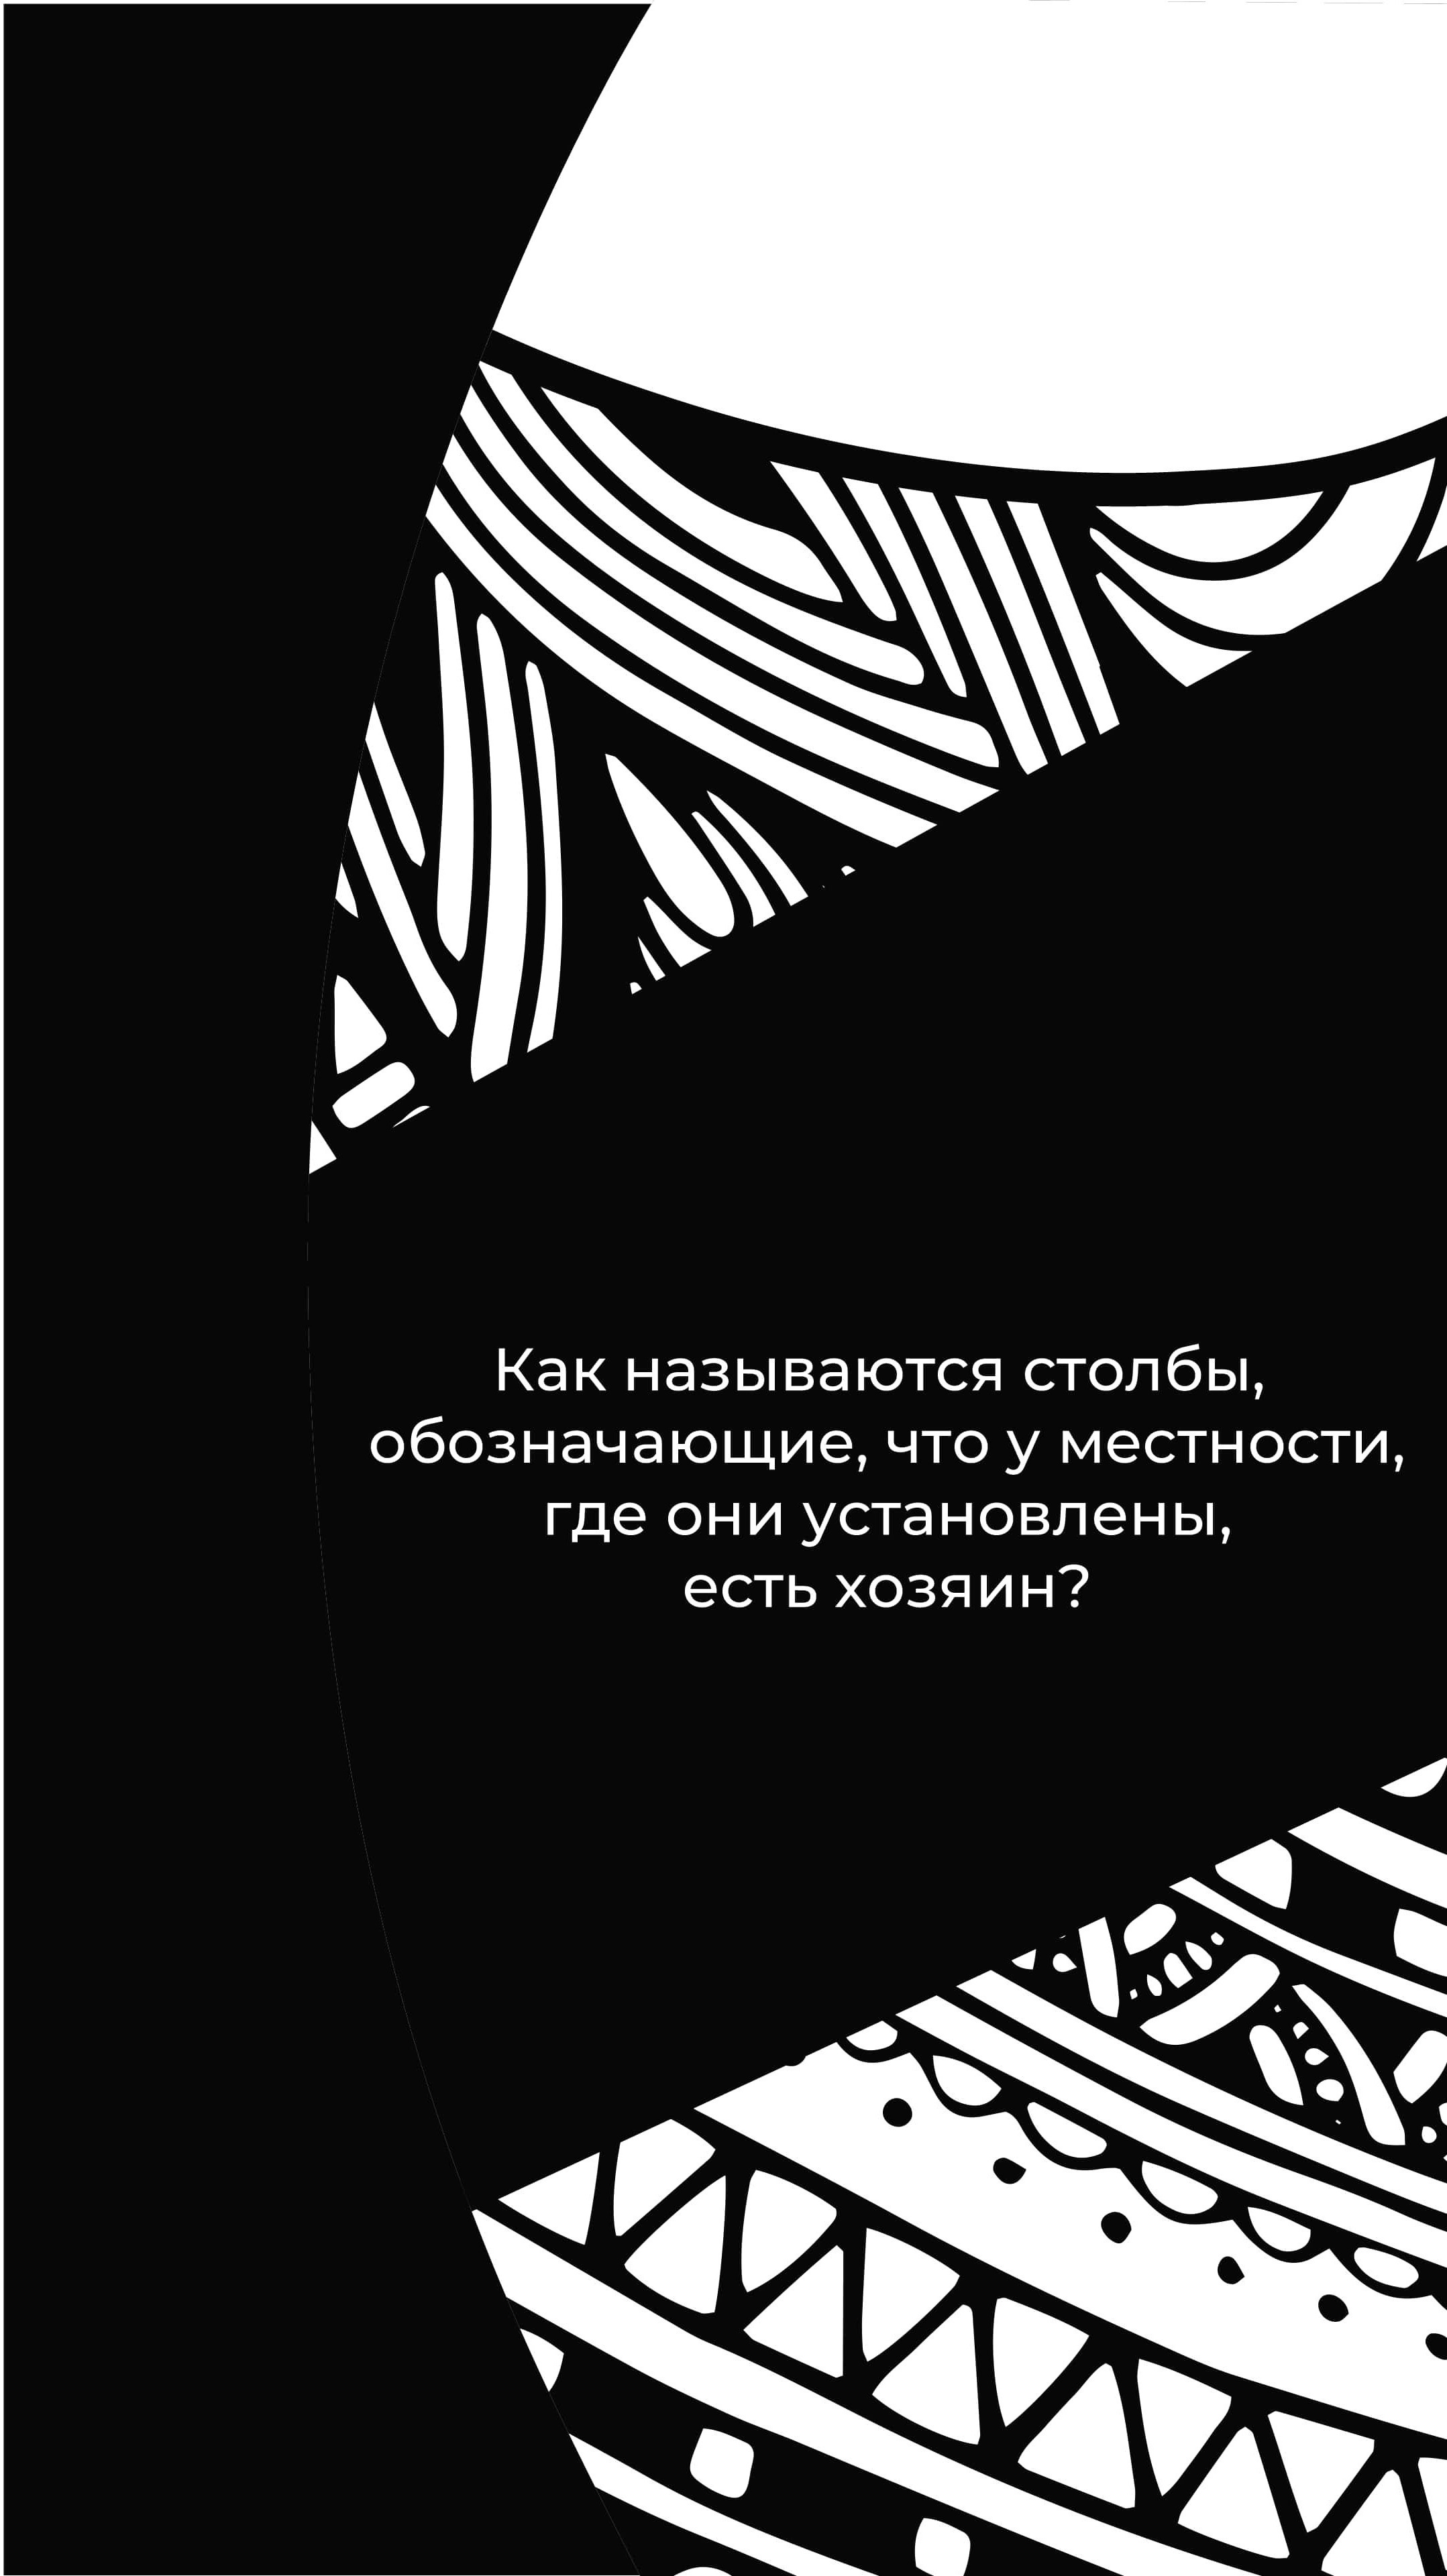 Как называются столбы,
обозначающие, что у местности,
где они установлены,
есть хозяин?